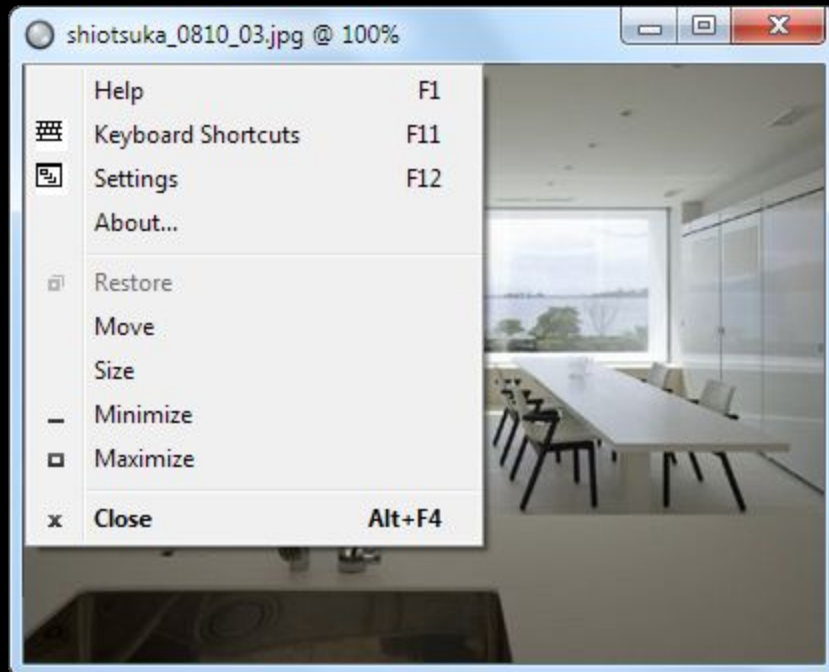 shiotsuka_0810_03.jpg @ 100%
Help F1
Keyboard Shortcuts F11
Settings F12
About...
Restore
Move
Size
Minimize
Maximize
Close Alt+F4